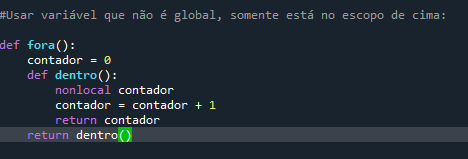 #Usar variável que não é global, somente está no escopo de cima:
def fora():
    contador = 0
    def dentro():
        nonlocal contador
        contador = contador + 1
        return contador
    return dentro()